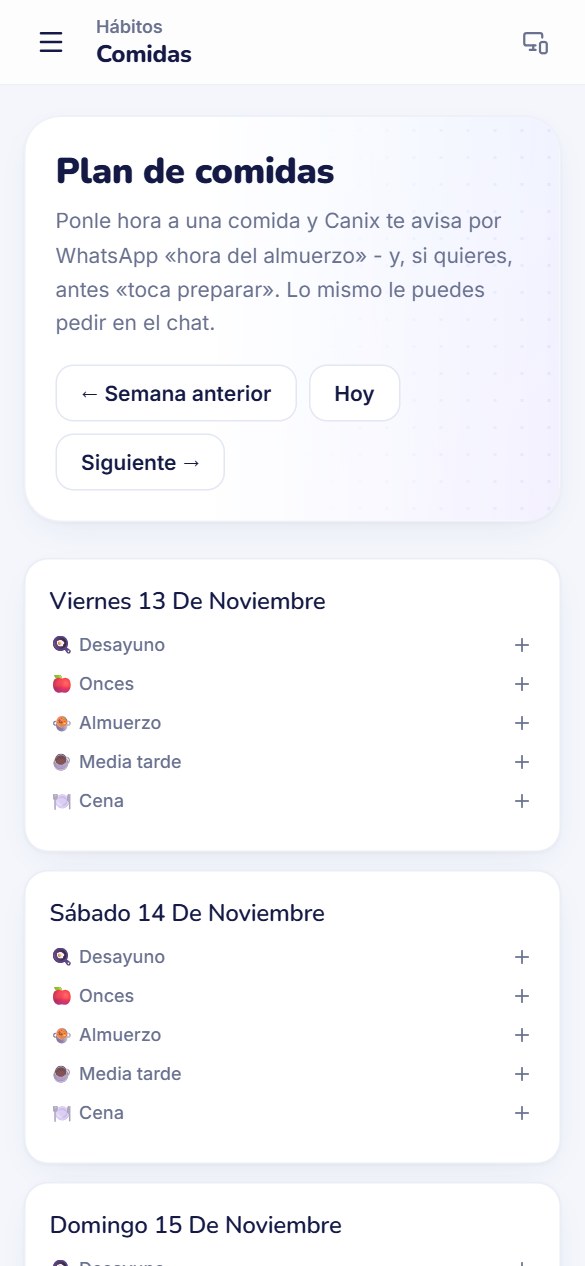 Hábitos
Comidas
Plan de comidas
Ponle hora a una comida y Canix te avisa por
WhatsApp «hora del almuerzo» - y, si quieres,
antes «toca preparar». Lo mismo le puedes
pedir en el chat.
← Semana anterior
Hoy
Siguiente →
Viernes 13 De Noviembre
Desayuno
Onces
Almuerzo
Media tarde
Cena
Sábado 14 De Noviembre
Desayuno
Onces
Almuerzo
Media tarde
Cena
Domingo 15 De Noviembre